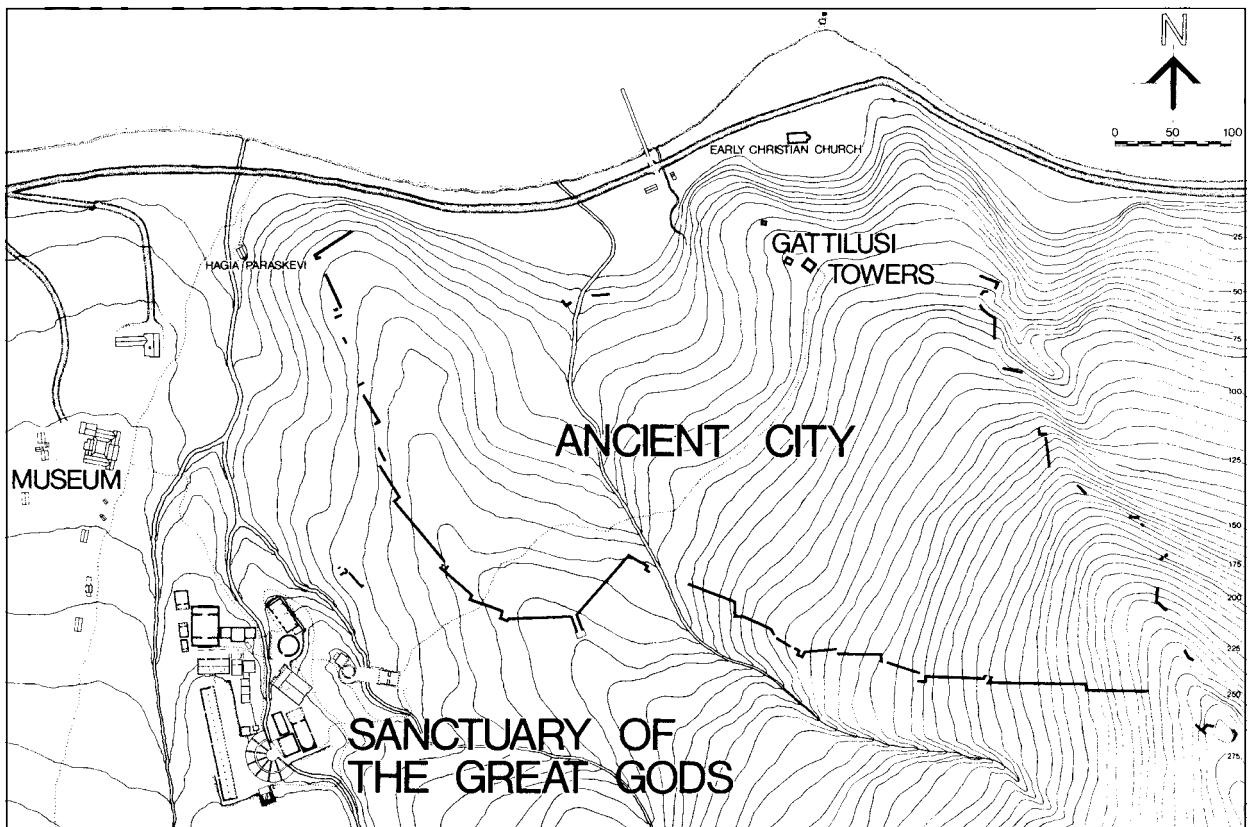 N
0 50 100
EARLY CHRISTIAN CHURCH
HAGIA PARASKEVI
GATTILUSI
TOWERS
25
50
75
100
ANCIENT CITY
125
MUSEUM
150
175
200
225
250
275
SANCTUARY OF
THE GREAT GODS